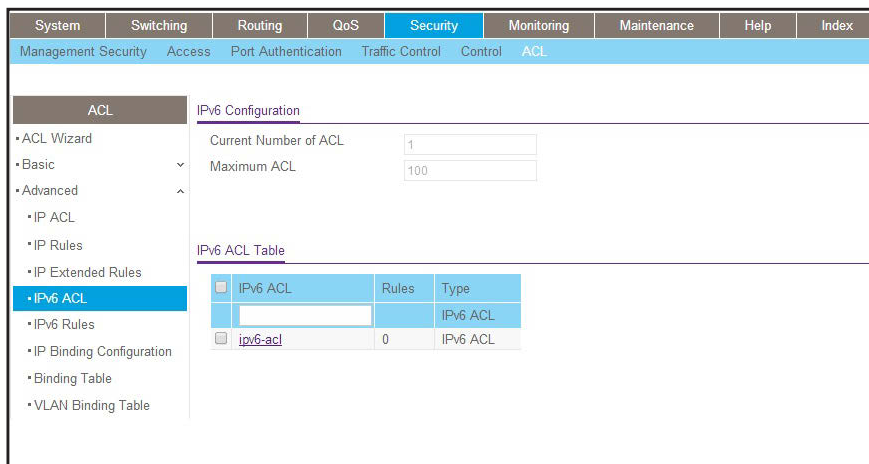 System Switching Routing QoS Security Monitoring Maintenance Help Index
Management Security Access Port Authentication Traffic Control Control ACL
ACL
ACL Wizard
Basic
Advanced
IP ACL
IP Rules
IP Extended Rules
IPv6 ACL
IPv6 Rules
IP Binding Configuration
Binding Table
VLAN Binding Table
IPv6 Configuration
Current Number of ACL 1
Maximum ACL 100
IPv6 ACL Table
IPv6 ACL Rules Type
IPv6 ACL
ipv6-acl 0 IPv6 ACL